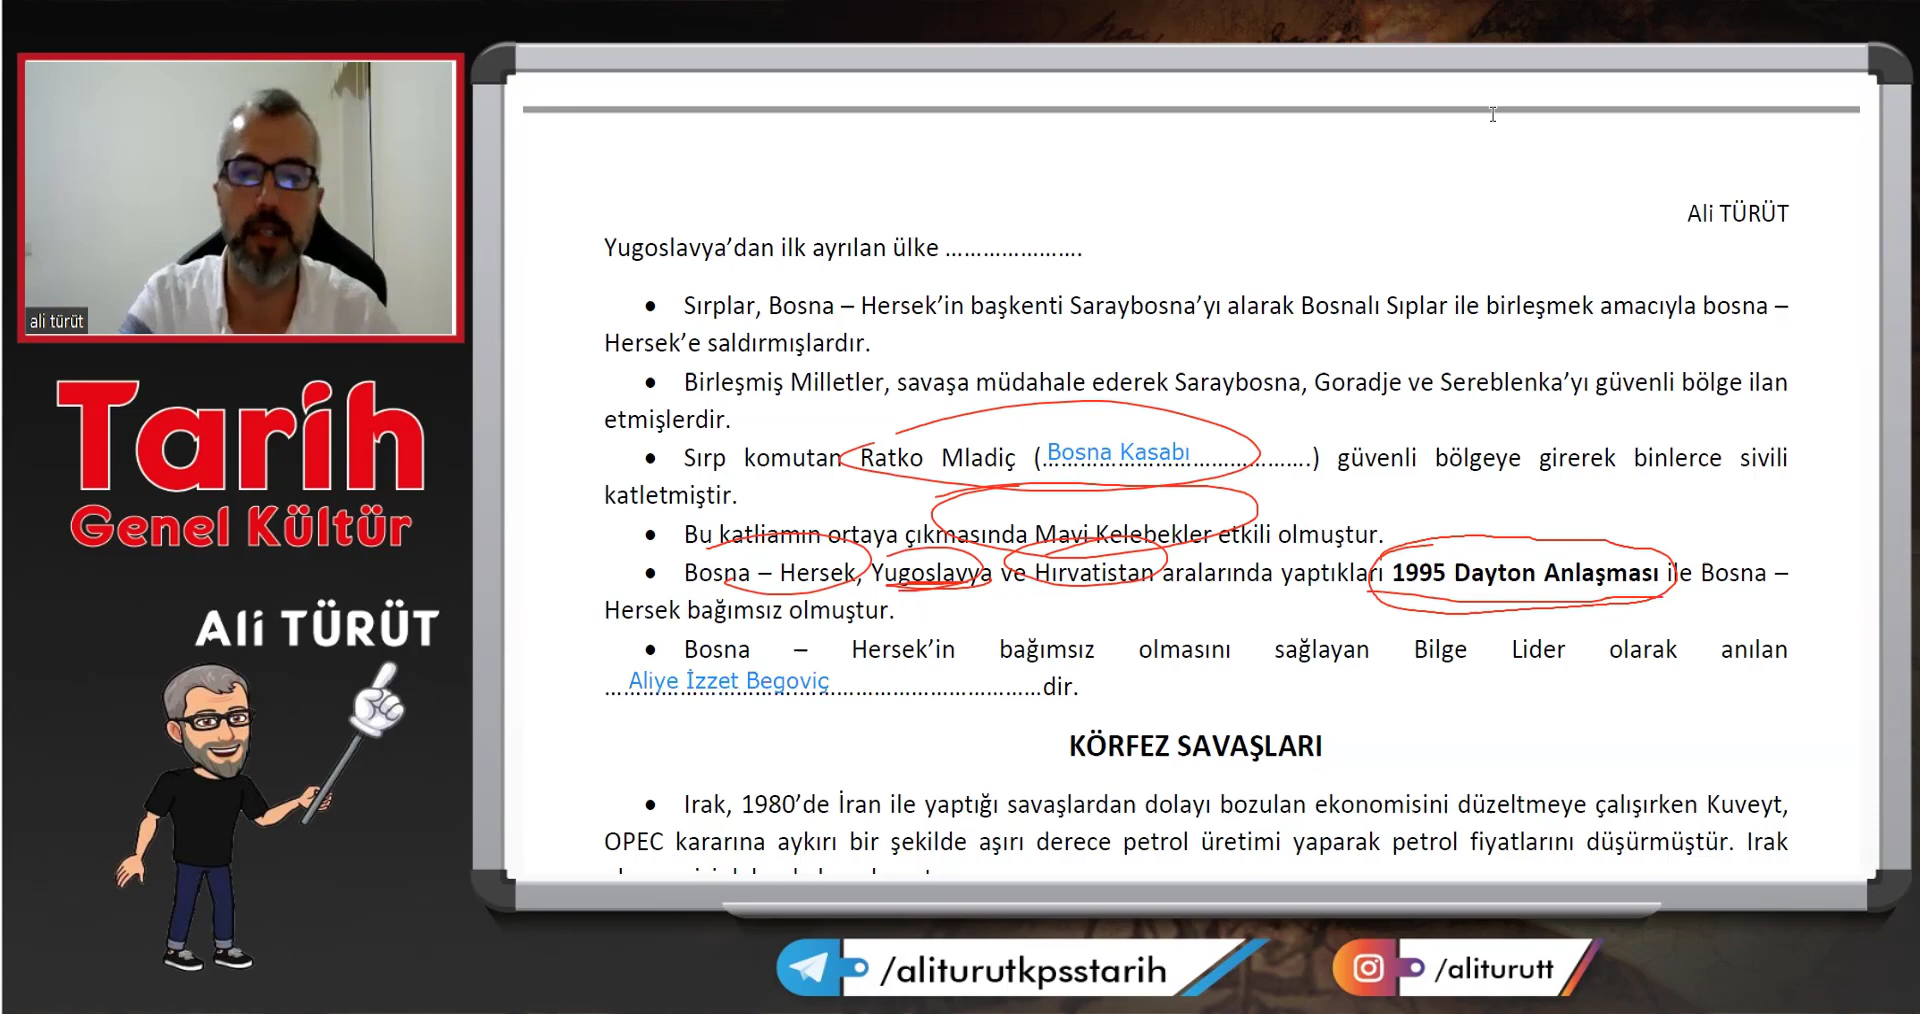 ali türüt
Tarih
Genel Kültür
Ali TÜRÜT
Ali TÜRÜT
Yugoslavya’dan ilk ayrılan ülke ………………….
• Sırplar, Bosna – Hersek’in başkenti Saraybosna’yı alarak Bosnalı Sıplar ile birleşmek amacıyla bosna –
Hersek’e saldırmışlardır.
• Birleşmiş Milletler, savaşa müdahale ederek Saraybosna, Goradje ve Sereblenka’yı güvenli bölge ilan
etmişlerdir.
• Sırp komutan Ratko Mladiç (Bosna Kasabı……………) güvenli bölgeye girerek binlerce sivili
katletmiştir.
• Bu katliamın ortaya çıkmasında Mavi Kelebekler etkili olmuştur.
• Bosna – Hersek, Yugoslavya ve Hırvatistan aralarında yaptıkları 1995 Dayton Anlaşması ile Bosna –
Hersek bağımsız olmuştur.
• Bosna – Hersek’in bağımsız olmasını sağlayan Bilge Lider olarak anılan
Aliye İzzet Begoviç……………………dir.
KÖRFEZ SAVAŞLARI
• Irak, 1980’de İran ile yaptığı savaşlardan dolayı bozulan ekonomisini düzeltmeye çalışırken Kuveyt,
OPEC kararına aykırı bir şekilde aşırı derece petrol üretimi yaparak petrol fiyatlarını düşürmüştür. Irak
/aliturutkpsstarih
/aliturutt